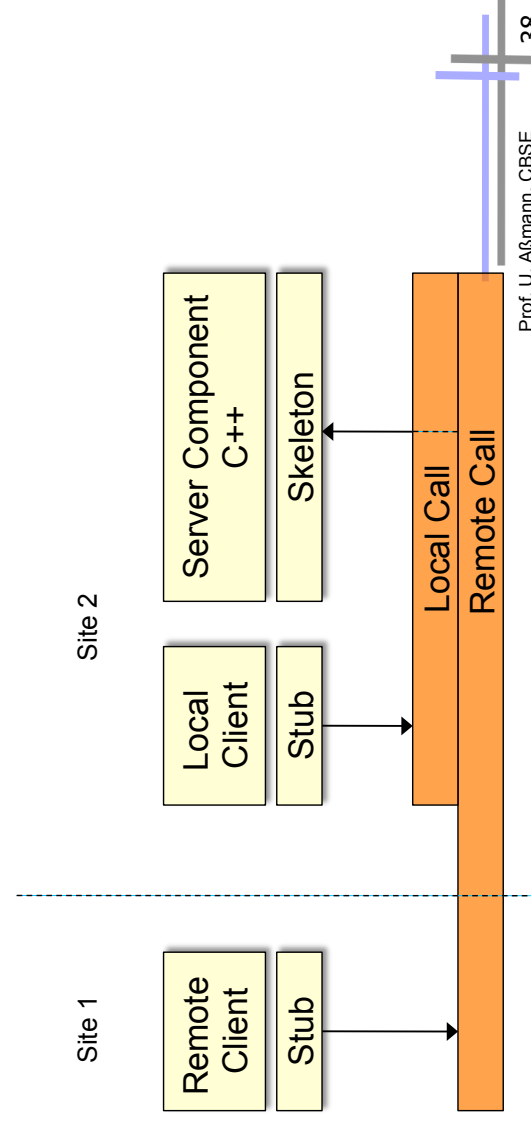 Site 1
Site 2
Remote
Client
Stub
Local
Client
Stub
Server Component
C++
Skeleton
Local Call
Remote Call
Prof. U. Aßmann, CBSE
38